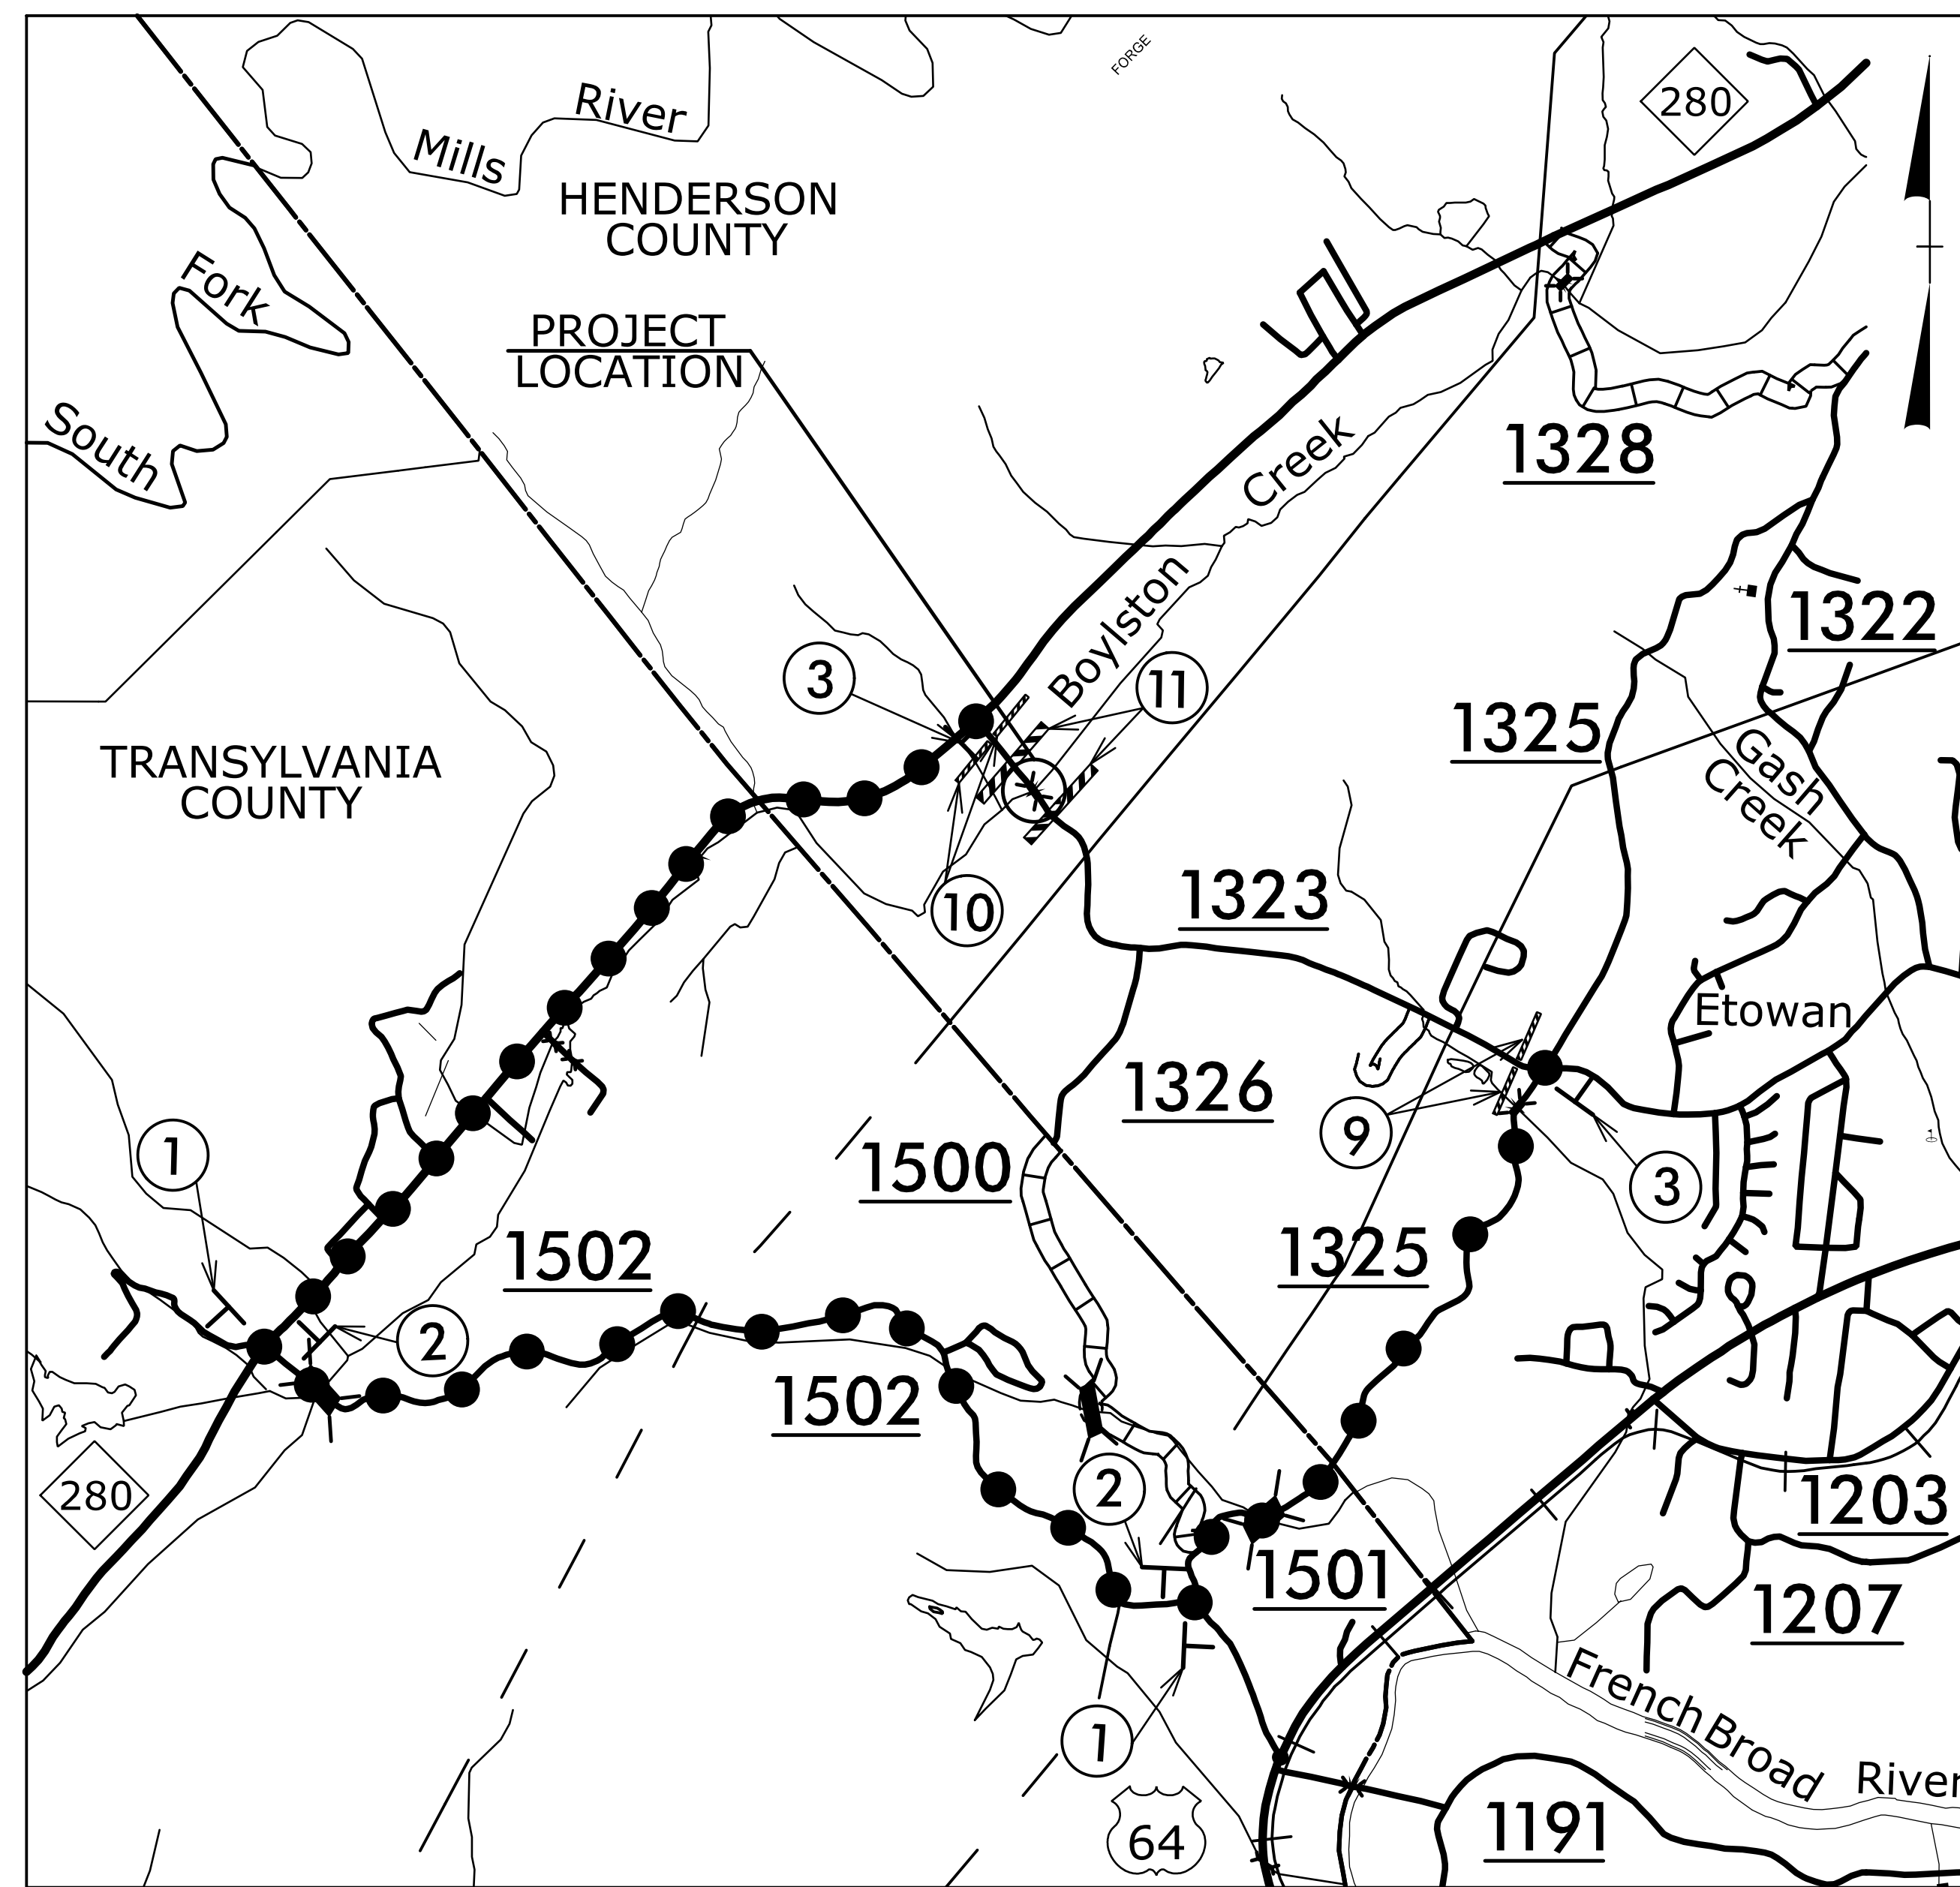 FORGE
280
River
Mills
HENDERSON
COUNTY
Fork
PROJECT
LOCATION
South
Creek
1328
Boylston
1322
3
11
1325
TRANSYLVANIA
COUNTY
Gash
Creek
1323
10
Etowan
1326
9
1
1500
3
1502
1325
2
1502
280
2
1203
1501
1207
French Broad River
1
64
1191